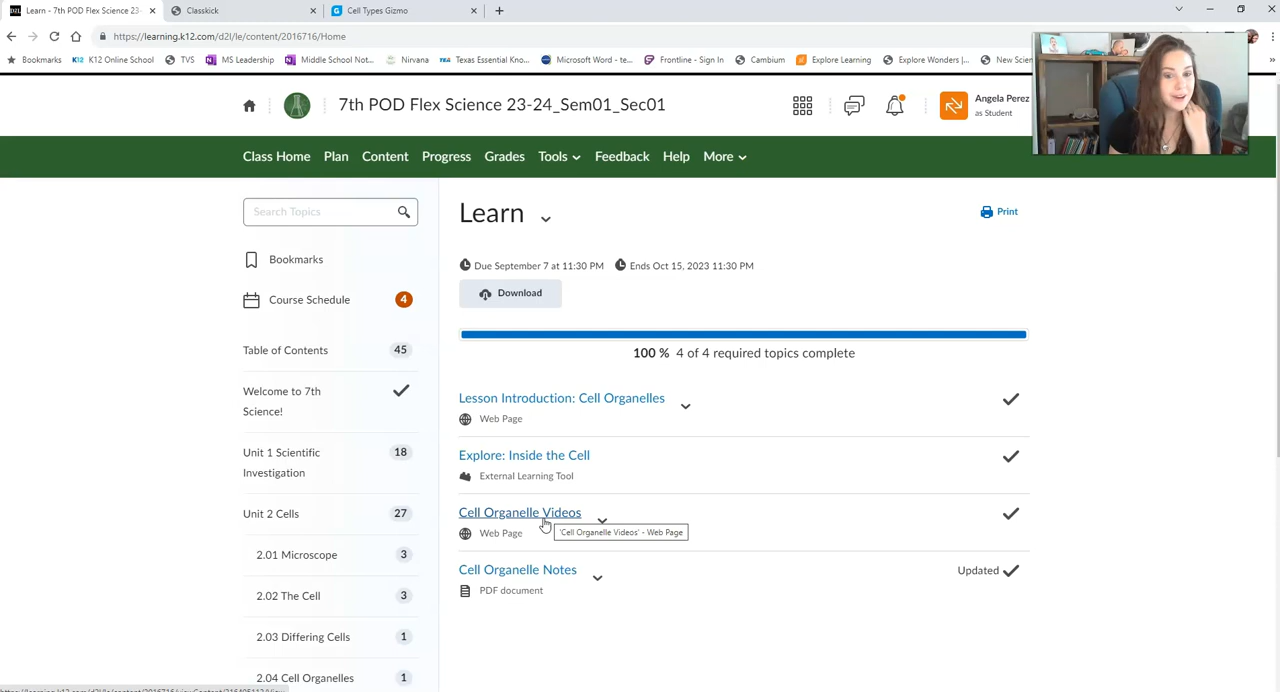 Learn - 7th POD Flex Science 23-
Classkick
Cell Types Gizmo
https://learning.k12.com/d2l/le/content/2016716/Home
Bookmarks K12 Online School TVS MS Leadership Middle School Not... Nirvana Texas Essential Kno... Microsoft Word - te... Frontline - Sign In Cambium Explore Learning Explore Wonders |... New Scien
7th POD Flex Science 23-24_Sem01_Sec01
Angela Perez
as Student
Class Home Plan Content Progress Grades Tools Feedback Help More
Search Topics
Bookmarks
Course Schedule 4
Table of Contents 45
Welcome to 7th
Science!
Unit 1 Scientific 18
Investigation
Unit 2 Cells 27
2.01 Microscope 3
2.02 The Cell 3
2.03 Differing Cells 1
2.04 Cell Organelles 1
Learn
Print
Due September 7 at 11:30 PM Ends Oct 15, 2023 11:30 PM
Download
100 % 4 of 4 required topics complete
Lesson Introduction: Cell Organelles
Web Page
Explore: Inside the Cell
External Learning Tool
Cell Organelle Videos
Web Page
'Cell Organelle Videos' - Web Page
Cell Organelle Notes
Updated
PDF document